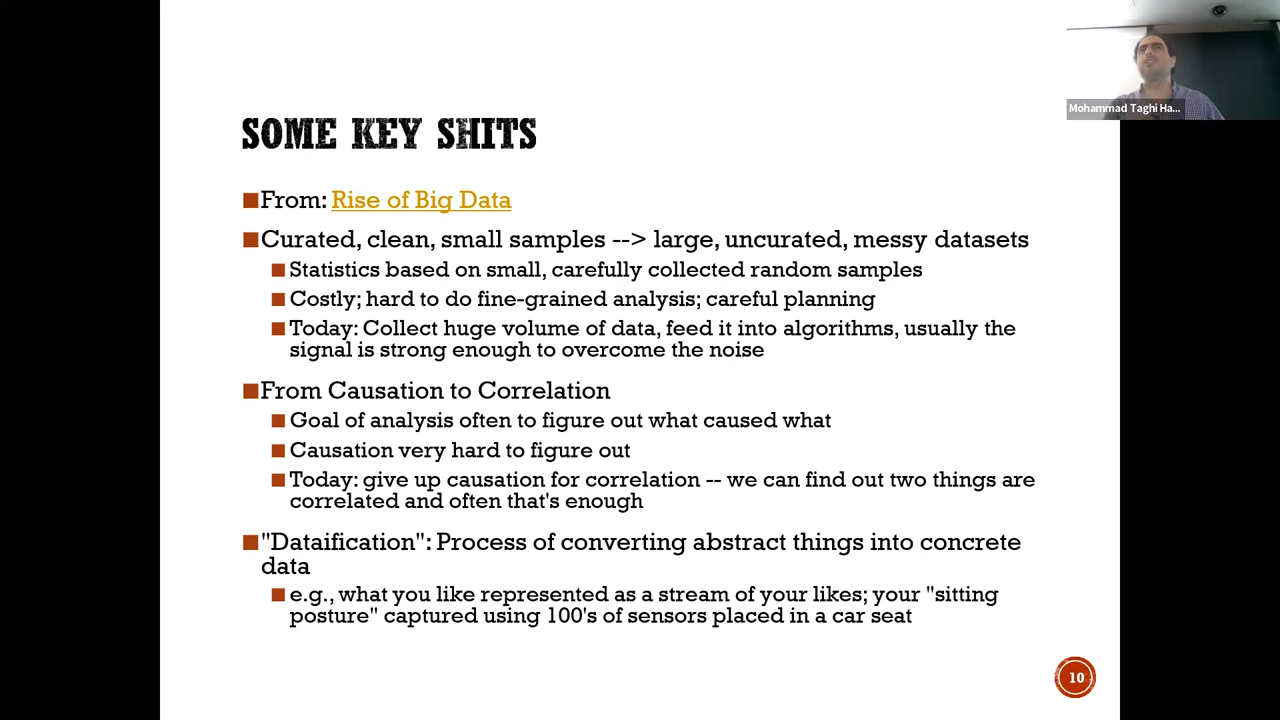 Mohammad Taghi Ha...
SOME KEY SHITS
From: Rise of Big Data
Curated, clean, small samples --> large, uncurated, messy datasets
Statistics based on small, carefully collected random samples
Costly; hard to do fine-grained analysis; careful planning
Today: Collect huge volume of data, feed it into algorithms, usually the
signal is strong enough to overcome the noise
From Causation to Correlation
Goal of analysis often to figure out what caused what
Causation very hard to figure out
Today: give up causation for correlation -- we can find out two things are
correlated and often that's enough
"Dataification": Process of converting abstract things into concrete
data
e.g., what you like represented as a stream of your likes; your "sitting
posture" captured using 100's of sensors placed in a car seat
10